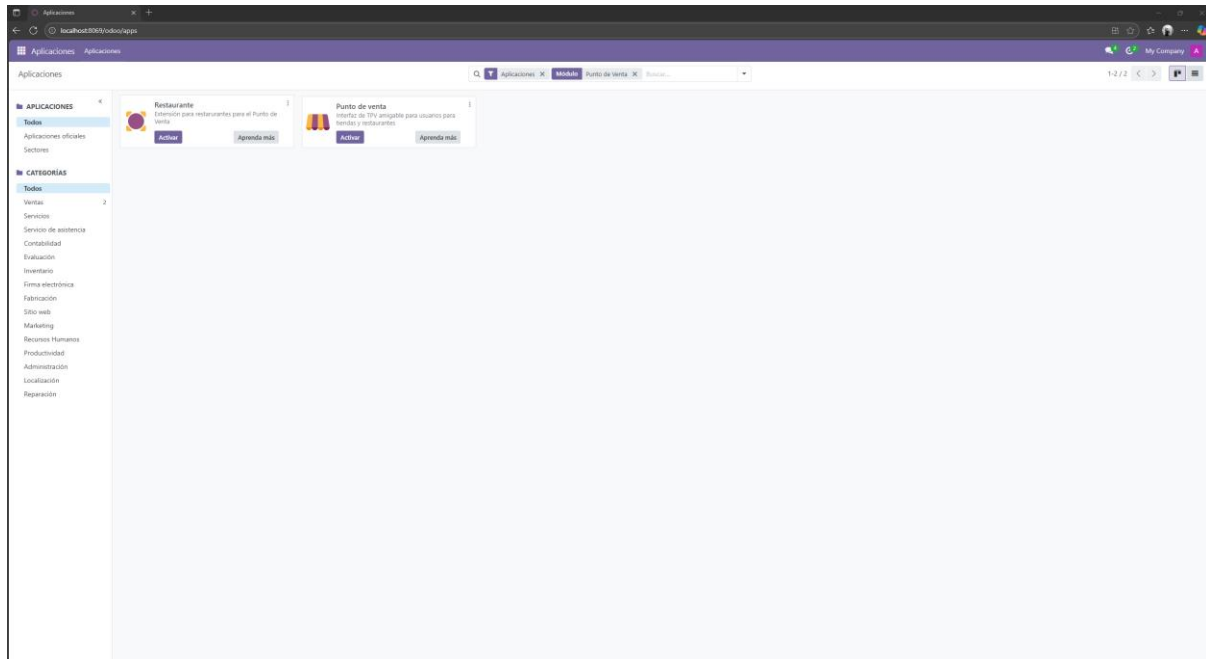 Aplicaciones
localhost:8069/odoo/apps
Aplicaciones Aplicaciones
4 2 My Company A
Aplicaciones
Aplicaciones Módulo Punto de Venta Buscar...
1-2 / 2
APLICACIONES
Todos
Aplicaciones oficiales
Sectores
CATEGORÍAS
Todos
Ventas 2
Servicios
Servicio de asistencia
Contabilidad
Evaluación
Inventario
Firma electrónica
Fabricación
Sitio web
Marketing
Recursos Humanos
Productividad
Administración
Localización
Reparación
Restaurante
Extensión para restaurantes para el Punto de
Venta
Activar Aprenda más
Punto de venta
Interfaz de TPV amigable para usuarios para
tiendas y restaurantes
Activar Aprenda más